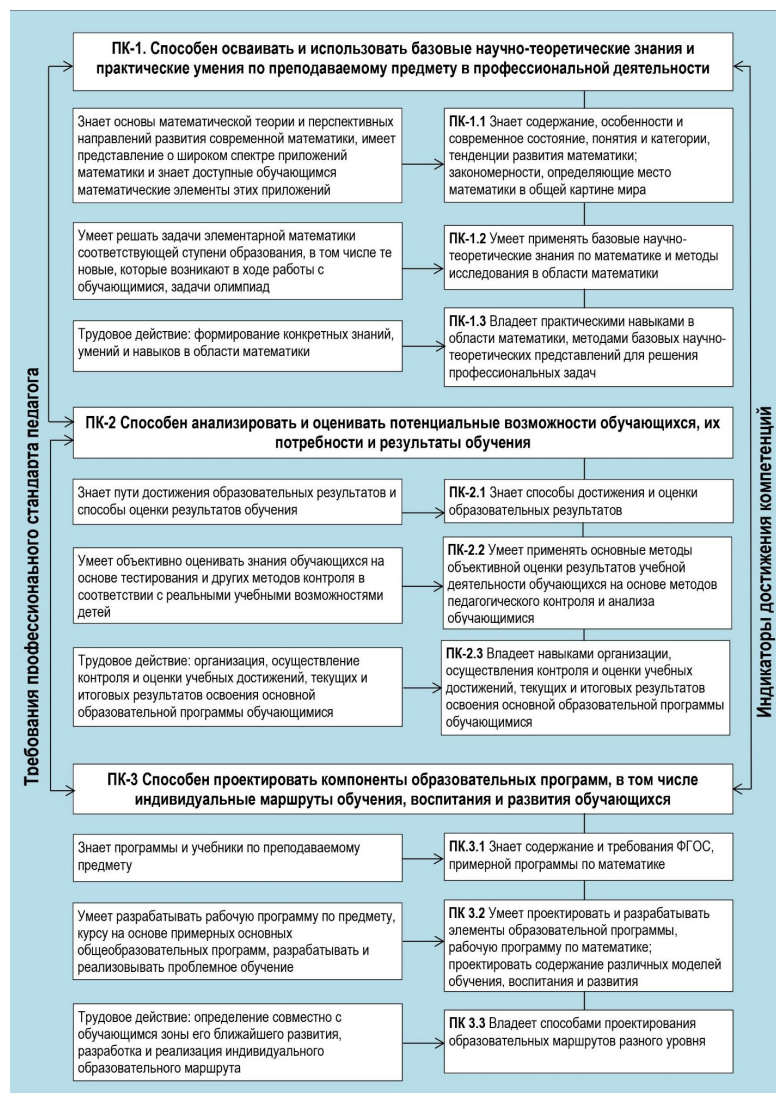 ПК-1. Способен осваивать и использовать базовые научно-теоретические знания и
практические умения по преподаваемому предмету в профессиональной деятельности
Знает основы математической теории и перспективных
направлений развития современной математики, имеет
представление о широком спектре приложений
математики и знает доступные обучающимся
математические элементы этих приложений
ПК-1.1 Знает содержание, особенности и
современное состояние, понятия и категории,
тенденции развития математики;
закономерности, определяющие место
математики в общей картине мира
Умеет решать задачи элементарной математики
соответствующей ступени образования, в том числе те
новые, которые возникают в ходе работы с
обучающимися, задачи олимпиад
ПК-1.2 Умеет применять базовые научно-
теоретические знания по математике и методы
исследования в области математики
Трудовое действие: формирование конкретных знаний,
умений и навыков в области математики
ПК-1.3 Владеет практическими навыками в
области математики, методами базовых научно-
теоретических представлений для решения
профессиональных задач
ПК-2 Способен анализировать и оценивать потенциальные возможности обучающихся, их
потребности и результаты обучения
Знает пути достижения образовательных результатов и
способы оценки результатов обучения
ПК-2.1 Знает способы достижения и оценки
образовательных результатов
Умеет объективно оценивать знания обучающихся на
основе тестирования и других методов контроля в
соответствии с реальными учебными возможностями
детей
ПК-2.2 Умеет применять основные методы
объективной оценки результатов учебной
деятельности обучающихся на основе методов
педагогического контроля и анализа
обучающимися
Трудовое действие: организация, осуществление
контроля и оценки учебных достижений, текущих и
итоговых результатов освоения основной
образовательной программы обучающимися
ПК-2.3 Владеет навыками организации,
осуществления контроля и оценки учебных
достижений, текущих и итоговых результатов
освоения основной образовательной программы
обучающимися
ПК-3 Способен проектировать компоненты образовательных программ, в том числе
индивидуальные маршруты обучения, воспитания и развития обучающихся
Знает программы и учебники по преподаваемому
предмету
ПК.3.1 Знает содержание и требования ФГОС,
примерной программы по математике
Умеет разрабатывать рабочую программу по предмету,
курсу на основе примерных основных
общеобразовательных программ, разрабатывать и
реализовывать проблемное обучение
ПК 3.2 Умеет проектировать и разрабатывать
элементы образовательной программы,
рабочую программу по математике;
проектировать содержание различных моделей
обучения, воспитания и развития
Трудовое действие: определение совместно с
обучающимся зоны его ближайшего развития,
разработка и реализация индивидуального
образовательного маршрута
ПК 3.3 Владеет способами проектирования
образовательных маршрутов разного уровня
Требования профессионального стандарта педагога
Индикаторы достижения компетенций